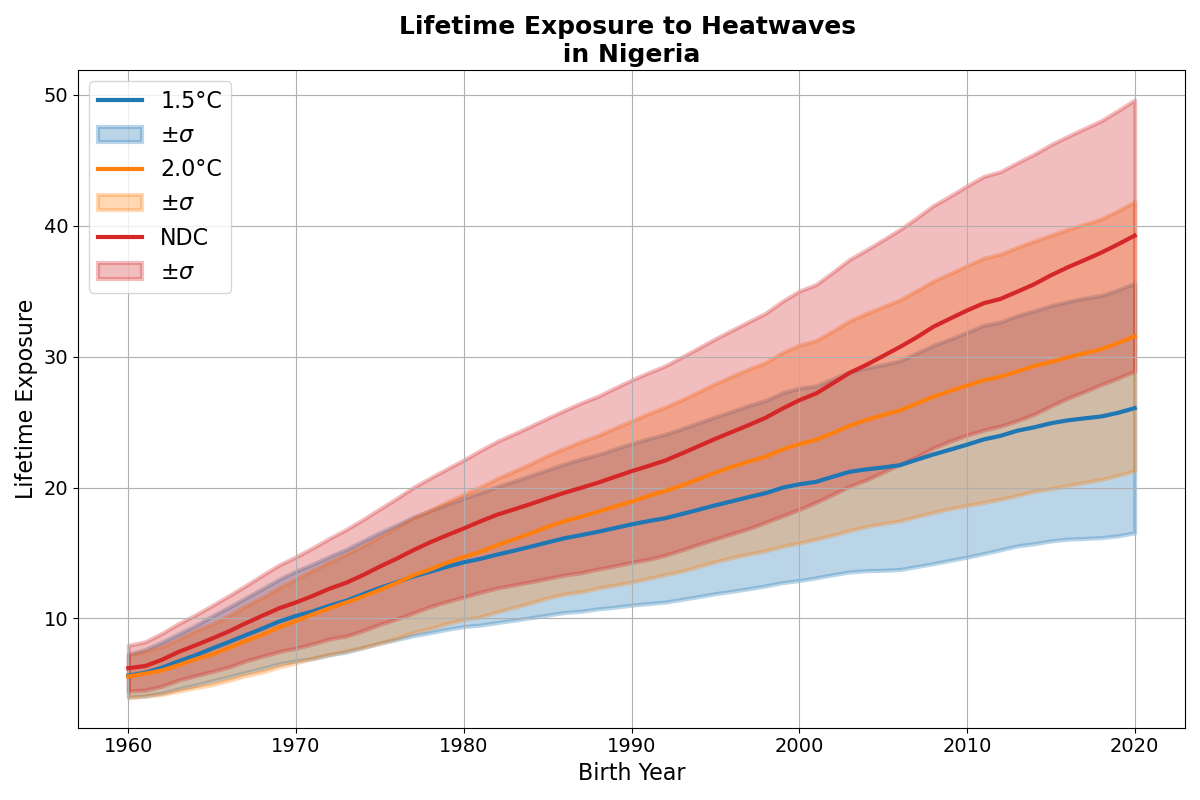 Lifetime Exposure to Heatwaves
in Nigeria
1.5°C
±σ
2.0°C
±σ
NDC
±σ
Lifetime Exposure
50
40
30
20
10
1960 1970 1980 1990 2000 2010 2020
Birth Year